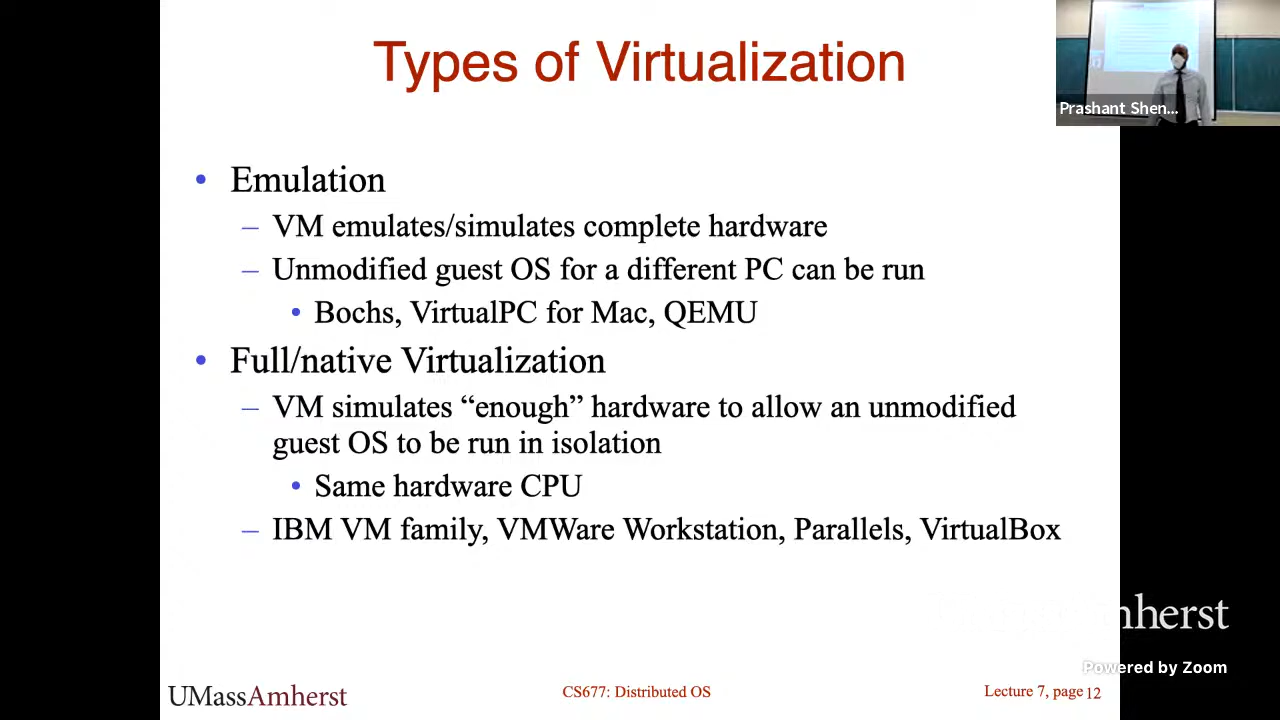 Types of Virtualization
Prashant Shen...
• Emulation
– VM emulates/simulates complete hardware
– Unmodified guest OS for a different PC can be run
• Bochs, VirtualPC for Mac, QEMU
• Full/native Virtualization
– VM simulates “enough” hardware to allow an unmodified
guest OS to be run in isolation
• Same hardware CPU
– IBM VM family, VMWare Workstation, Parallels, VirtualBox
mherst
Powered by Zoom
UMassAmherst
CS677: Distributed OS
Lecture 7, page 12